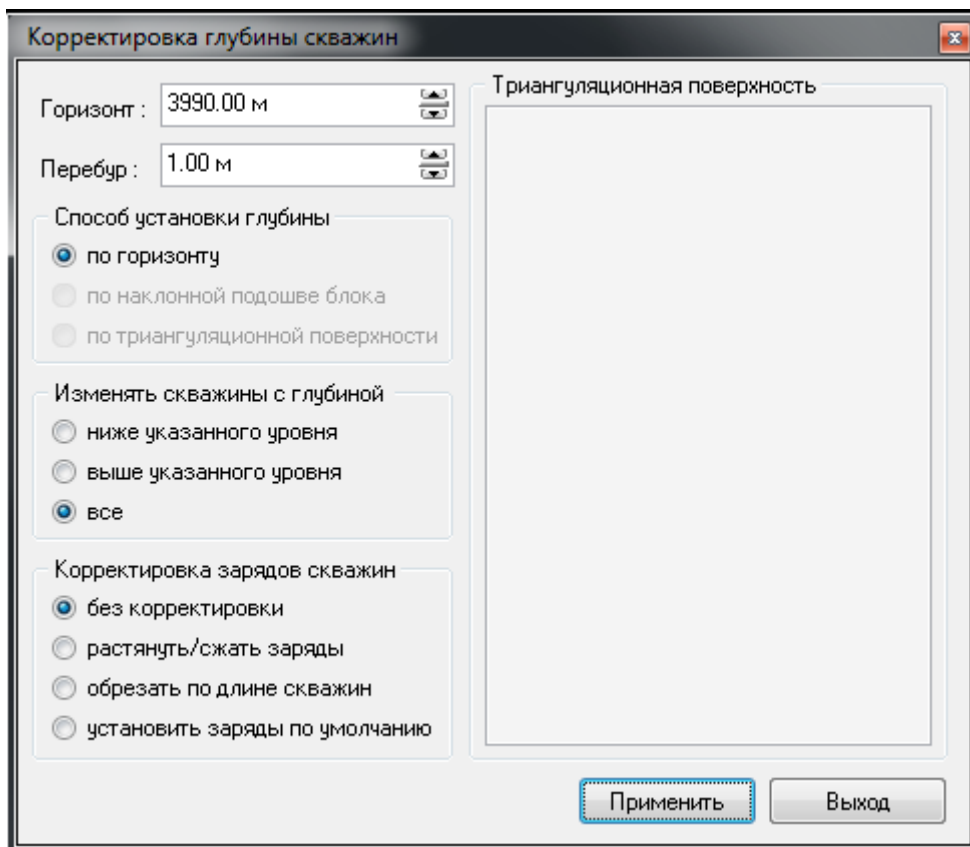 Корректировка глубины скважин
Горизонт : 3990.00 м
Перебур : 1.00 м
Способ установки глубины
по горизонту
по наклонной подошве блока
по триангуляционной поверхности
Изменять скважины с глубиной
ниже указанного уровня
выше указанного уровня
все
Корректировка зарядов скважин
без корректировки
растянуть/сжать заряды
обрезать по длине скважин
установить заряды по умолчанию
Триангуляционная поверхность
Применить
Выход